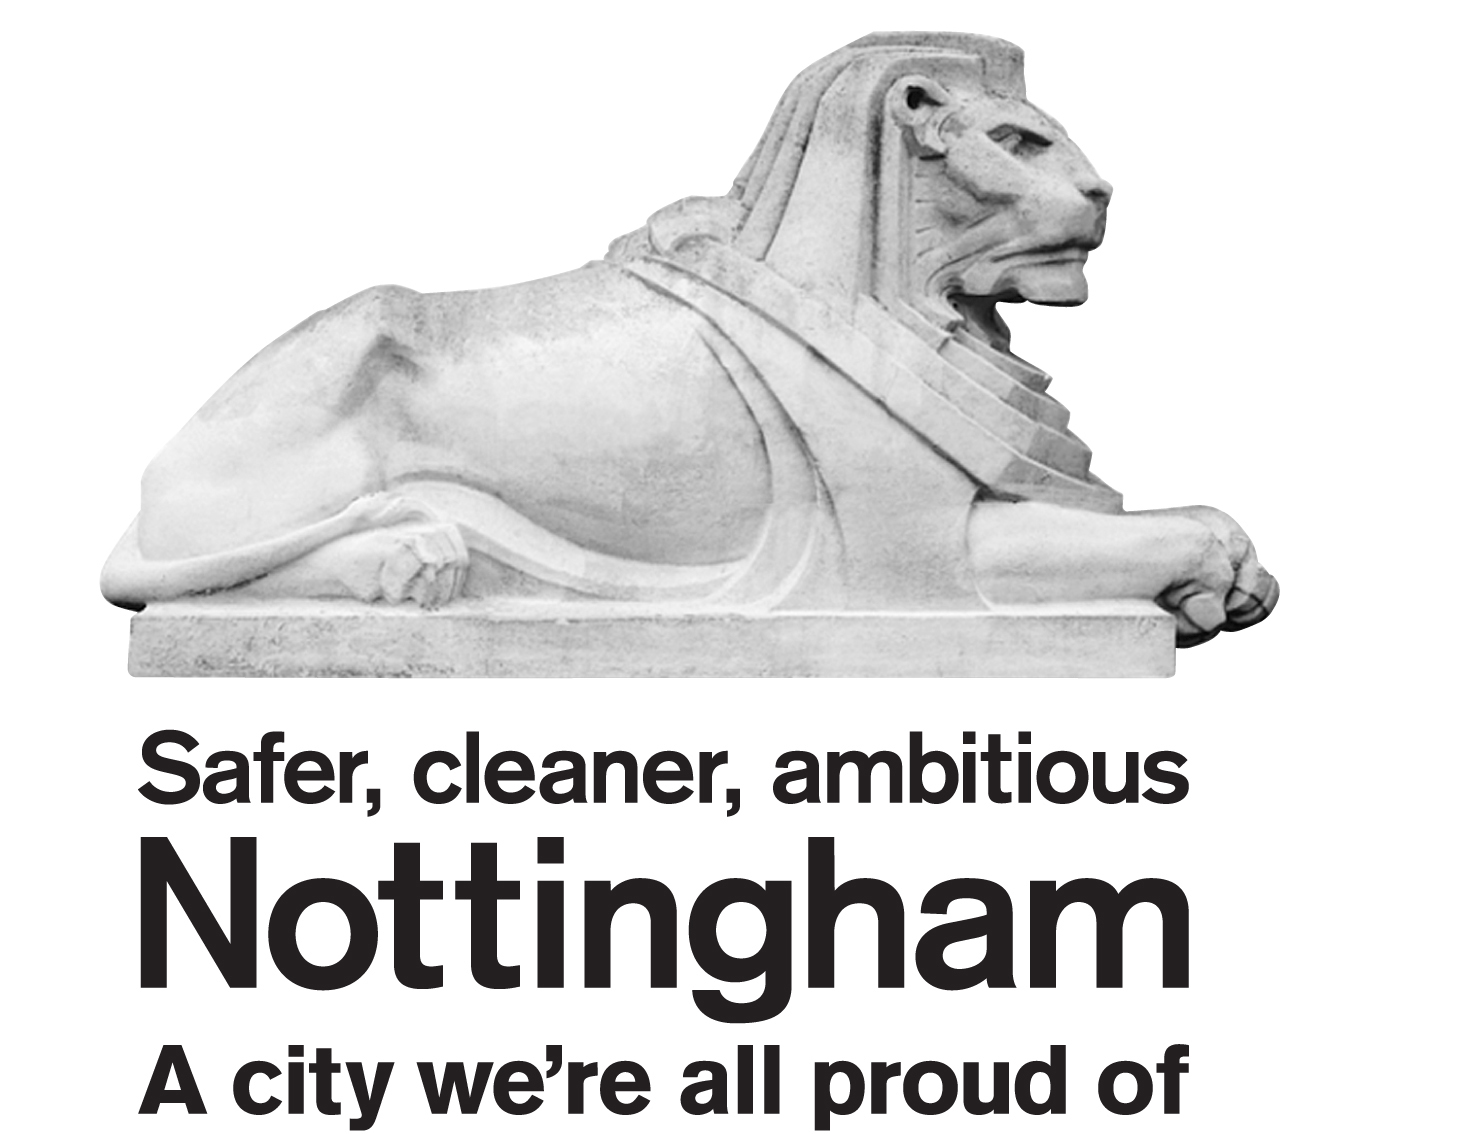 Safer, cleaner, ambitious
Nottingham
A city we’re all proud of